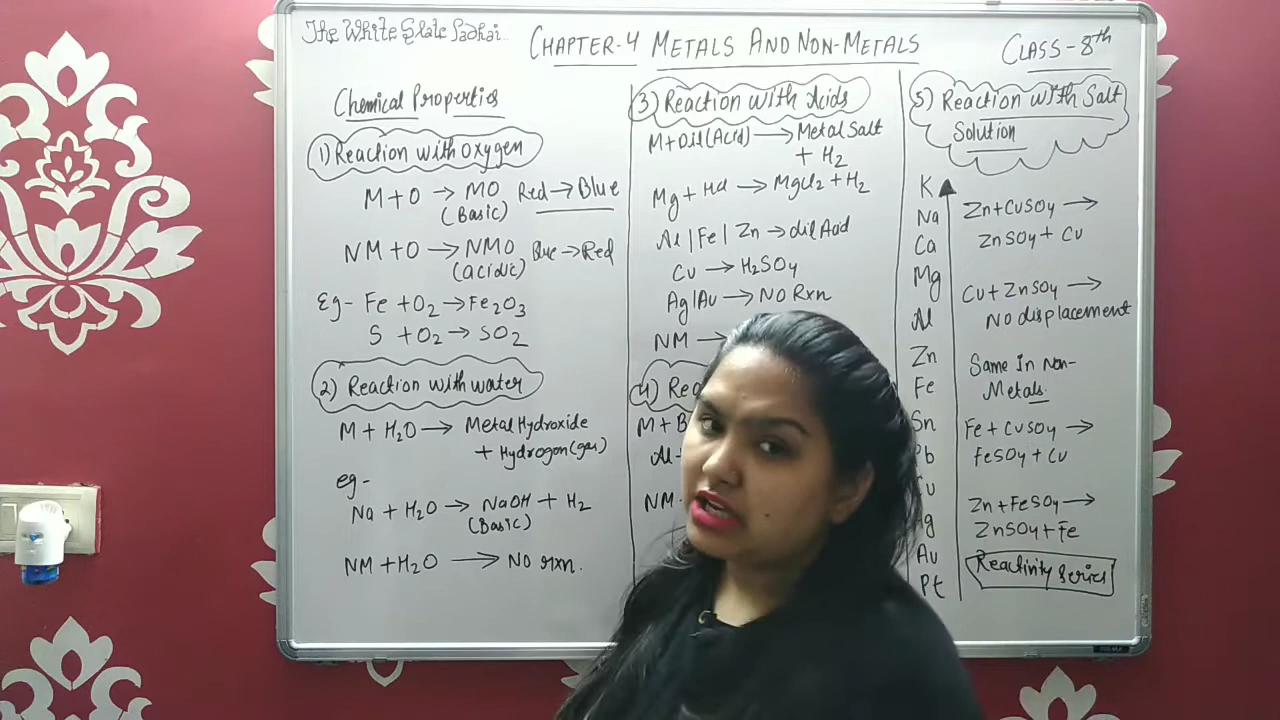 The White Slate Padhai...
CHAPTER-4 METALS AND NON-METALS
CLASS-8th
Chemical Properties
1) Reaction with Oxygen
M + O → MO Red → Blue
(Basic)
NM + O → NMO Blue → Red
(acidic)
Eg- Fe + O2 → Fe2O3
S + O2 → SO2
2) Reaction with water
M + H2O → Metal Hydroxide
+ Hydrogen(gas)
eg-
Na + H2O → NaOH + H2
(Basic)
NM + H2O → No rxn.
3) Reaction with Acids
M + Dil(Acid) → Metal Salt
+ H2
Mg + Hcl → Mgcl2 + H2
Al | Fe | Zn → dil Acid
Cu → H2SO4
Ag|Au → No Rxn
NM →
4) Rea
M + B
Al-
NM-
5) Reaction With Salt
Solution
K
Na
Ca
Mg
Al
Zn
Fe
Sn
Pb
Cu
Ag
Au
Pt
Zn + CuSO4 →
ZnSO4 + Cu
Cu + ZnSO4 →
No displacement
Same In Non-
Metals.
Fe + CuSO4 →
FeSO4 + Cu
Zn + FeSO4 →
ZnSO4 + Fe
Reactivity Series